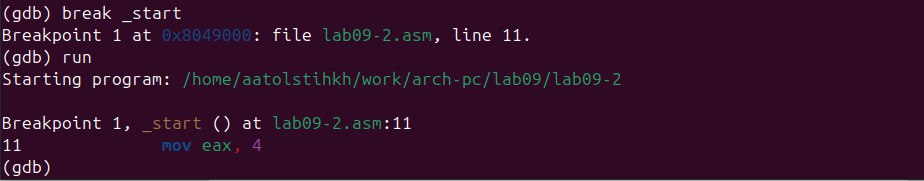 (gdb) break _start
Breakpoint 1 at 0x8049000: file lab09-2.asm, line 11.
(gdb) run
Starting program: /home/aatolstihkh/work/arch-pc/lab09/lab09-2
Breakpoint 1, _start () at lab09-2.asm:11
11 mov eax, 4
(gdb)